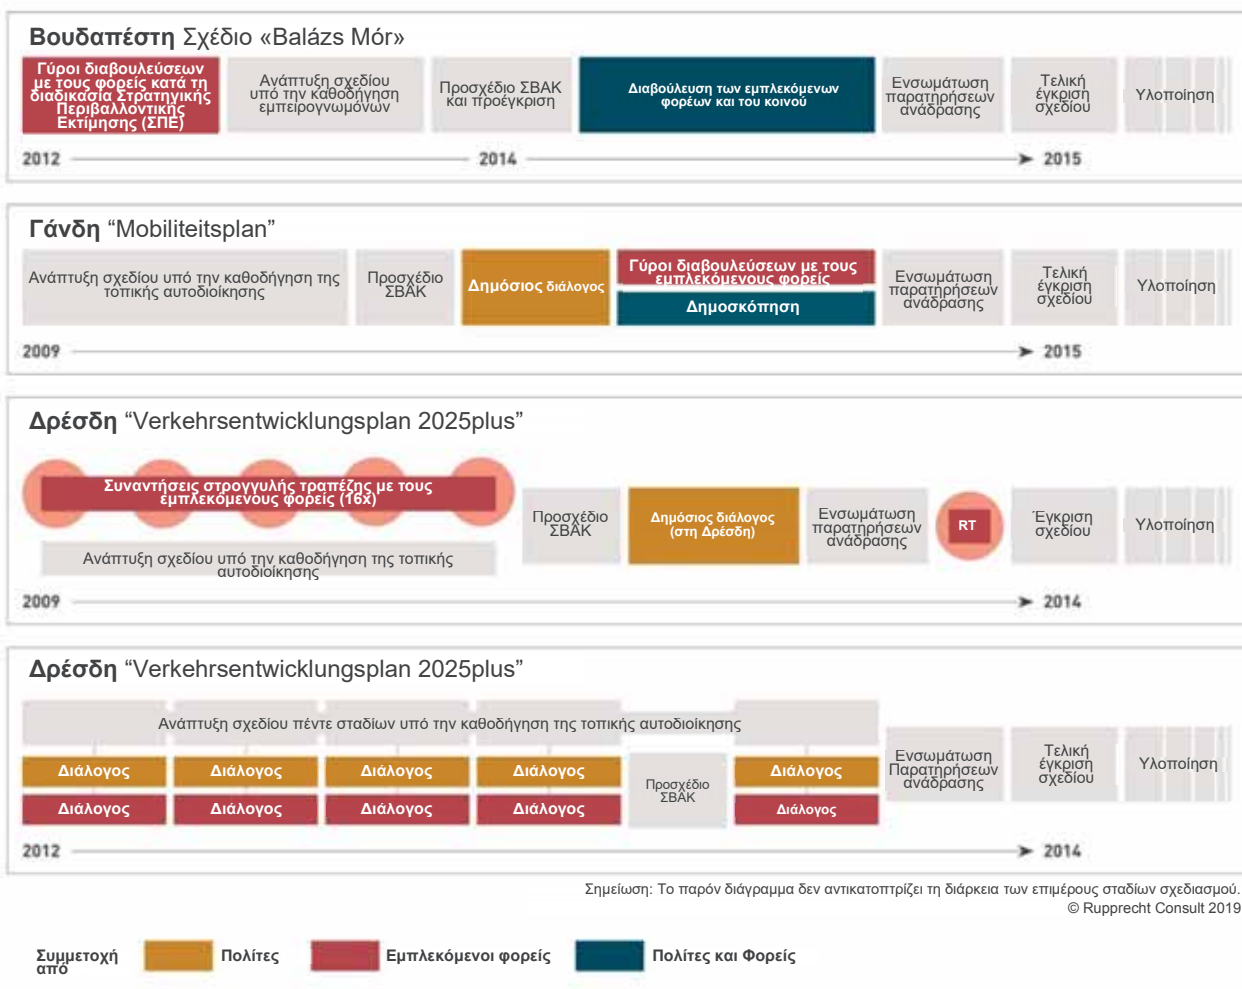 Βουδαπέστη Σχέδιο «Balázs Mór»
Γύροι διαβουλεύσεων
με τους φορείς κατά τη
διαδικασία Στρατηγικής
Περιβαλλοντικής
Εκτίμησης (ΣΠΕ)
Ανάπτυξη σχεδίου
υπό την καθοδήγηση
εμπειρογνωμόνων
Προσχέδιο ΣΒΑΚ
και προέγκριση
Διαβούλευση των εμπλεκόμενων
φορέων και του κοινού
Ενσωμάτωση
παρατηρήσεων
ανάδρασης
Τελική
έγκριση
σχεδίου
Υλοποίηση
2012
2014
2015
Γάνδη “Mobiliteitsplan”
Ανάπτυξη σχεδίου υπό την καθοδήγηση της
τοπικής αυτοδιοίκησης
Προσχέδιο
ΣΒΑΚ
Δημόσιος διάλογος
Γύροι διαβουλεύσεων με τους
εμπλεκόμενους φορείς
Δημοσκόπηση
Ενσωμάτωση
παρατηρήσεων
ανάδρασης
Τελική
έγκριση
σχεδίου
Υλοποίηση
2009
2015
Δρέσδη “Verkehrsentwicklungsplan 2025plus”
Συναντήσεις στρογγυλής τραπέζης με τους
εμπλεκόμενους φορείς (16x)
Ανάπτυξη σχεδίου υπό την καθοδήγηση της τοπικής
αυτοδιοίκησης
Προσχέδιο
ΣΒΑΚ
Δημόσιος διάλογος
(στη Δρέσδη)
Ενσωμάτωση
παρατηρήσεων
ανάδρασης
RT
Έγκριση
σχεδίου
Υλοποίηση
2009
2014
Δρέσδη “Verkehrsentwicklungsplan 2025plus”
Ανάπτυξη σχεδίου πέντε σταδίων υπό την καθοδήγηση της τοπικής αυτοδιοίκησης
Διάλογος
Διάλογος
Διάλογος
Διάλογος
Διάλογος
Διάλογος
Διάλογος
Διάλογος
Διάλογος
Διάλογος
Προσχέδιο
ΣΒΑΚ
Ενσωμάτωση
Παρατηρήσεων
ανάδρασης
Τελική
έγκριση
σχεδίου
Υλοποίηση
2012
2014
Σημείωση: Το παρόν διάγραμμα δεν αντικατοπτρίζει τη διάρκεια των επιμέρους σταδίων σχεδιασμού.
© Rupprecht Consult 2019
Συμμετοχή
από
Πολίτες
Εμπλεκόμενοι φορείς
Πολίτες και Φορείς